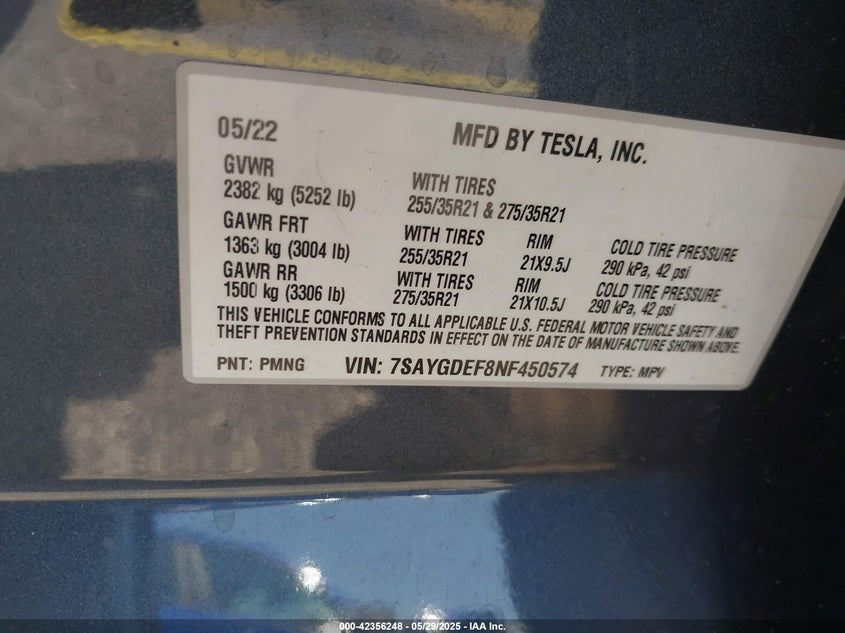 05/22
MFD BY TESLA, INC.
GVWR
2382 kg (5252 lb)
WITH TIRES
255/35R21 & 275/35R21
GAWR FRT
1363 kg (3004 lb)
WITH TIRES
255/35R21
RIM
21X9.5J
COLD TIRE PRESSURE
290 kPa, 42 psi
GAWR RR
1500 kg (3306 lb)
WITH TIRES
275/35R21
RIM
21X10.5J
COLD TIRE PRESSURE
290 kPa, 42 psi
THIS VEHICLE CONFORMS TO ALL APPLICABLE U.S. FEDERAL MOTOR VEHICLE SAFETY AND
THEFT PREVENTION STANDARDS IN EFFECT ON THE DATE OF MANUFACTURE SHOWN ABOVE.
PNT: PMNG VIN: 7SAYGDEF8NF450574 TYPE: MPV
000-42356248 - 05/29/2025 - IAA Inc.